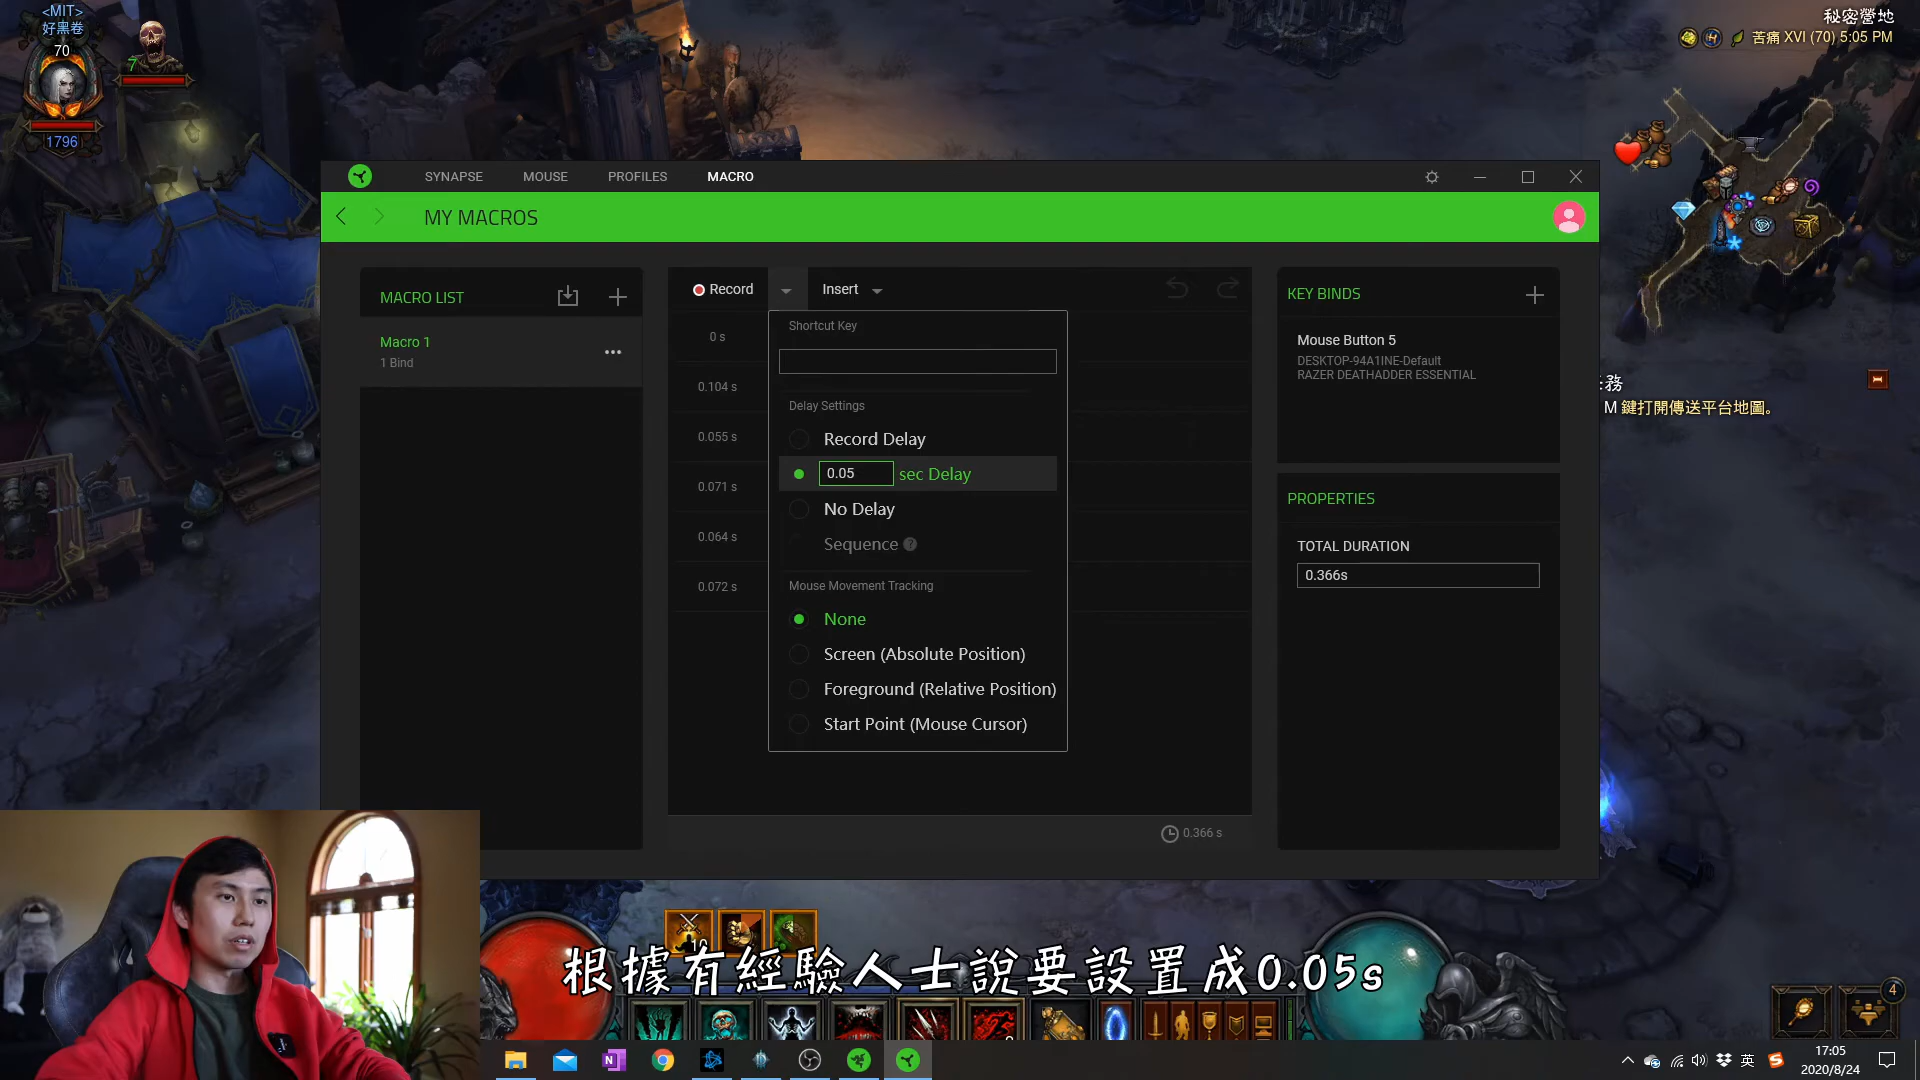 <MIT>
好黑卷
70
7
1796
秘密營地
苦痛 XVI (70) 5:05 PM
SYNAPSE
MOUSE
PROFILES
MACRO
MY MACROS
MACRO LIST
Macro 1
1 Bind
Record
Insert
0 s
0.104 s
0.055 s
0.071 s
0.064 s
0.072 s
Shortcut Key
Delay Settings
Record Delay
0.05 sec Delay
No Delay
Sequence ?
Mouse Movement Tracking
None
Screen (Absolute Position)
Foreground (Relative Position)
Start Point (Mouse Cursor)
0.366 s
KEY BINDS
Mouse Button 5
DESKTOP-94A1INE-Default
RAZER DEATHADDER ESSENTIAL
PROPERTIES
TOTAL DURATION
0.366s
務
M 鍵打開傳送平台地圖。
根據有經驗人士說要設置成0.05s
4
英
17:05
2020/8/24